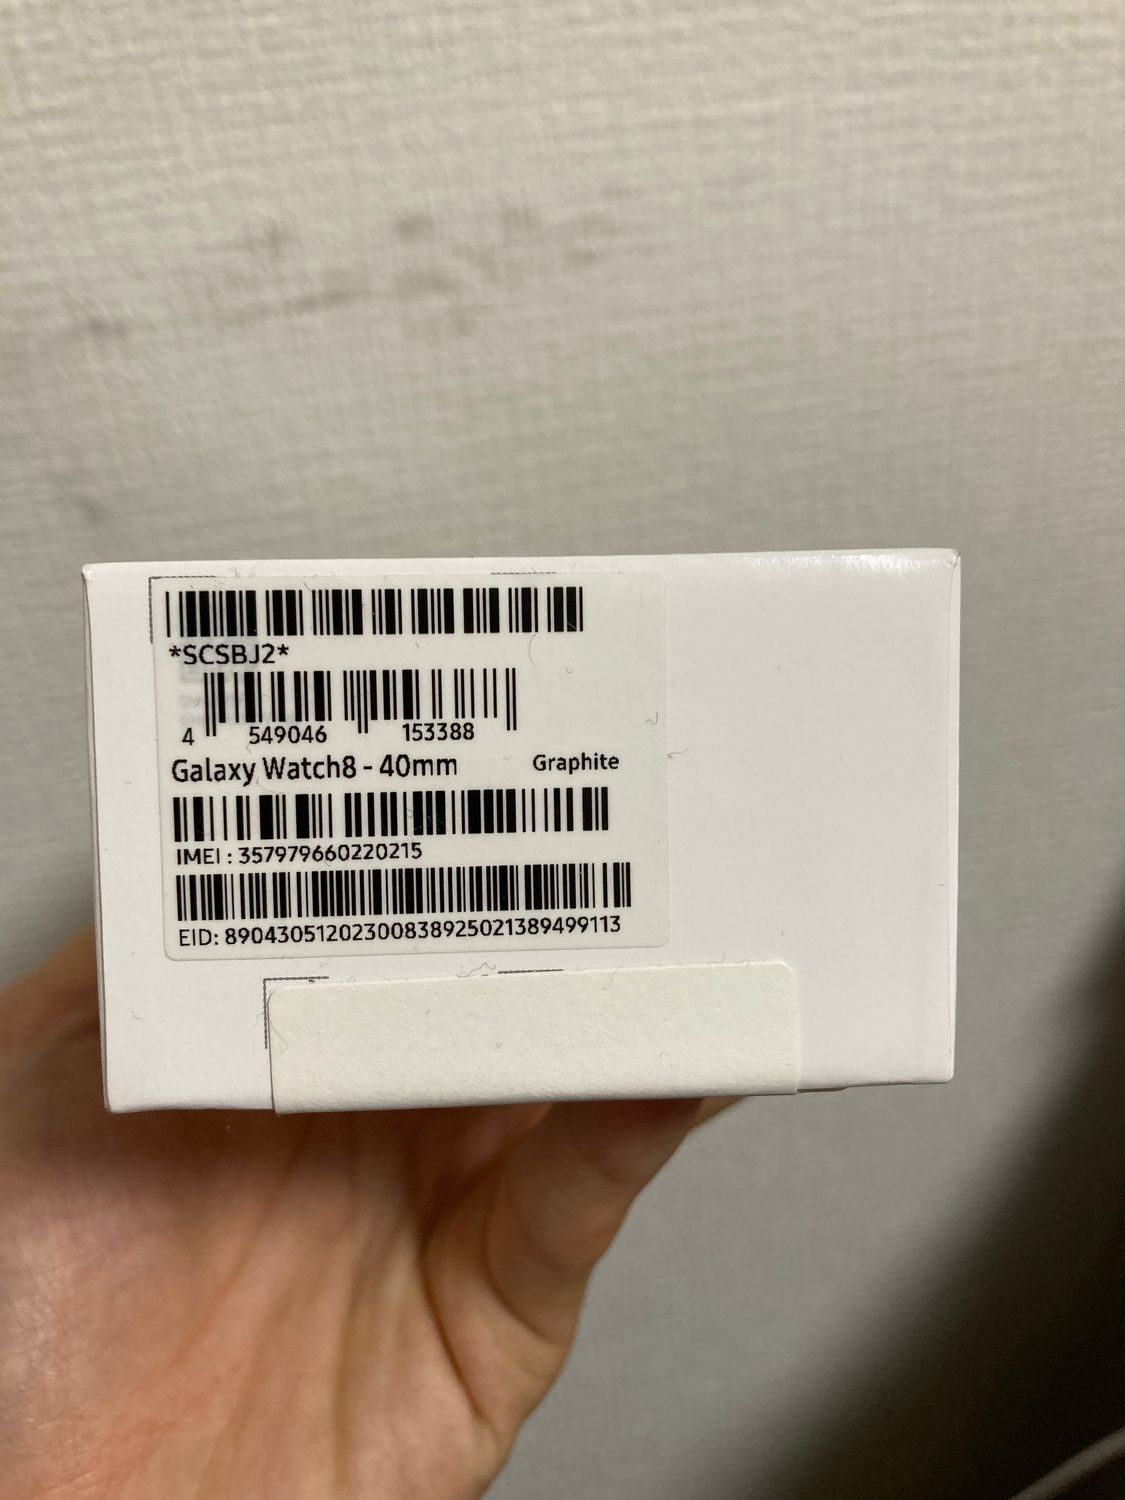 *SCSBJ2*
4 549046 153388
Galaxy Watch8 - 40mm Graphite
IMEI : 357979660220215
EID: 89043051202300838925021389499113